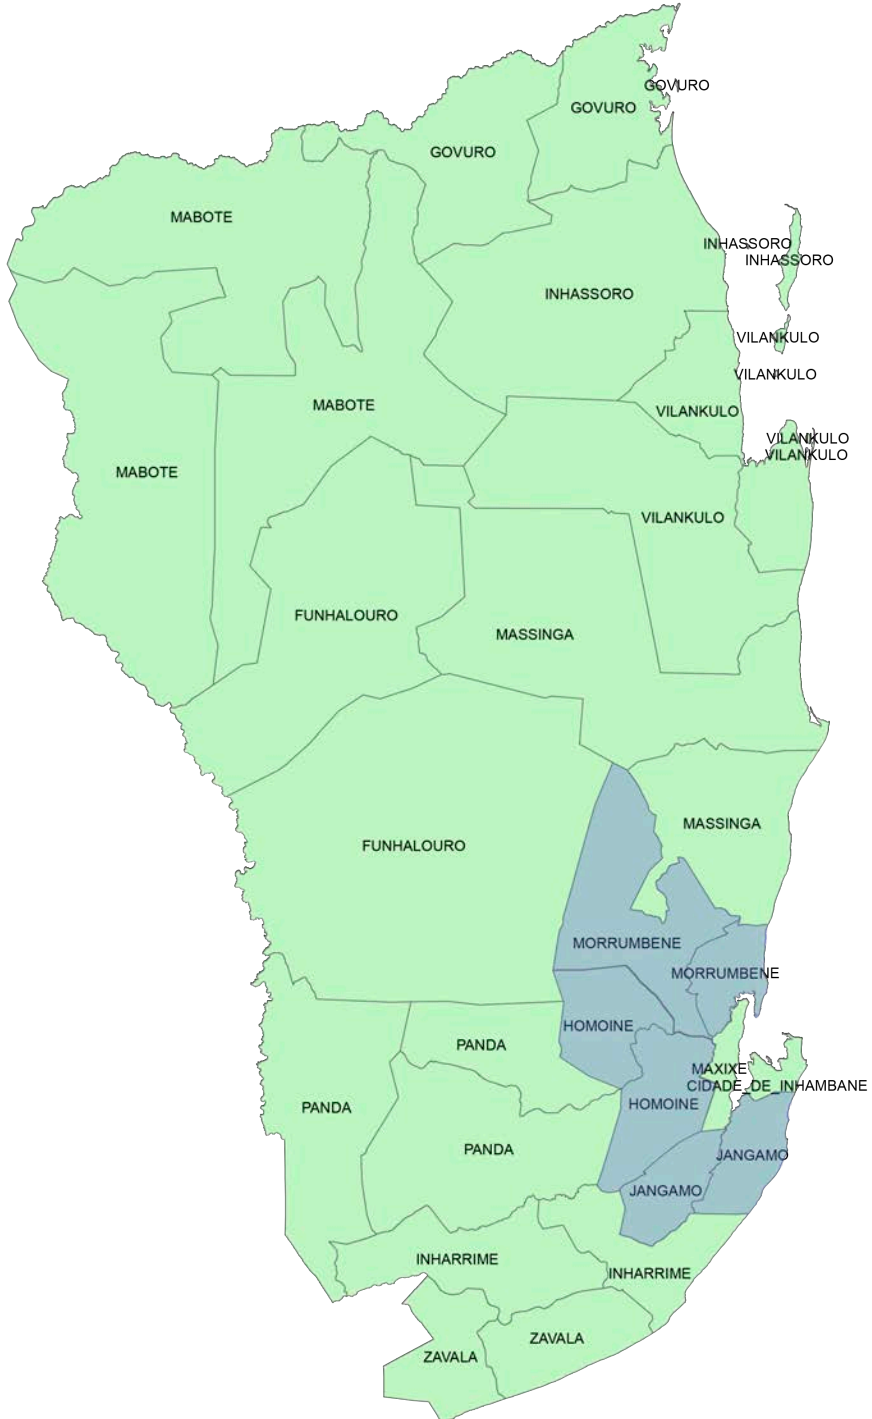 GOVURO
GOVURO
GOVURO
MABOTE
INHASSORO
INHASSORO
INHASSORO
VILANKULO
VILANKULO
MABOTE
VILANKULO
VILANKULO
VILANKULO
MABOTE
VILANKULO
FUNHALOURO
MASSINGA
MASSINGA
FUNHALOURO
MORRUMBENE
MORRUMBENE
HOMOINE
PANDA
MAXIXE
CIDADE_DE_INHAMBANE
HOMOINE
PANDA
PANDA
JANGAMO
JANGAMO
INHARRIME
INHARRIME
ZAVALA
ZAVALA